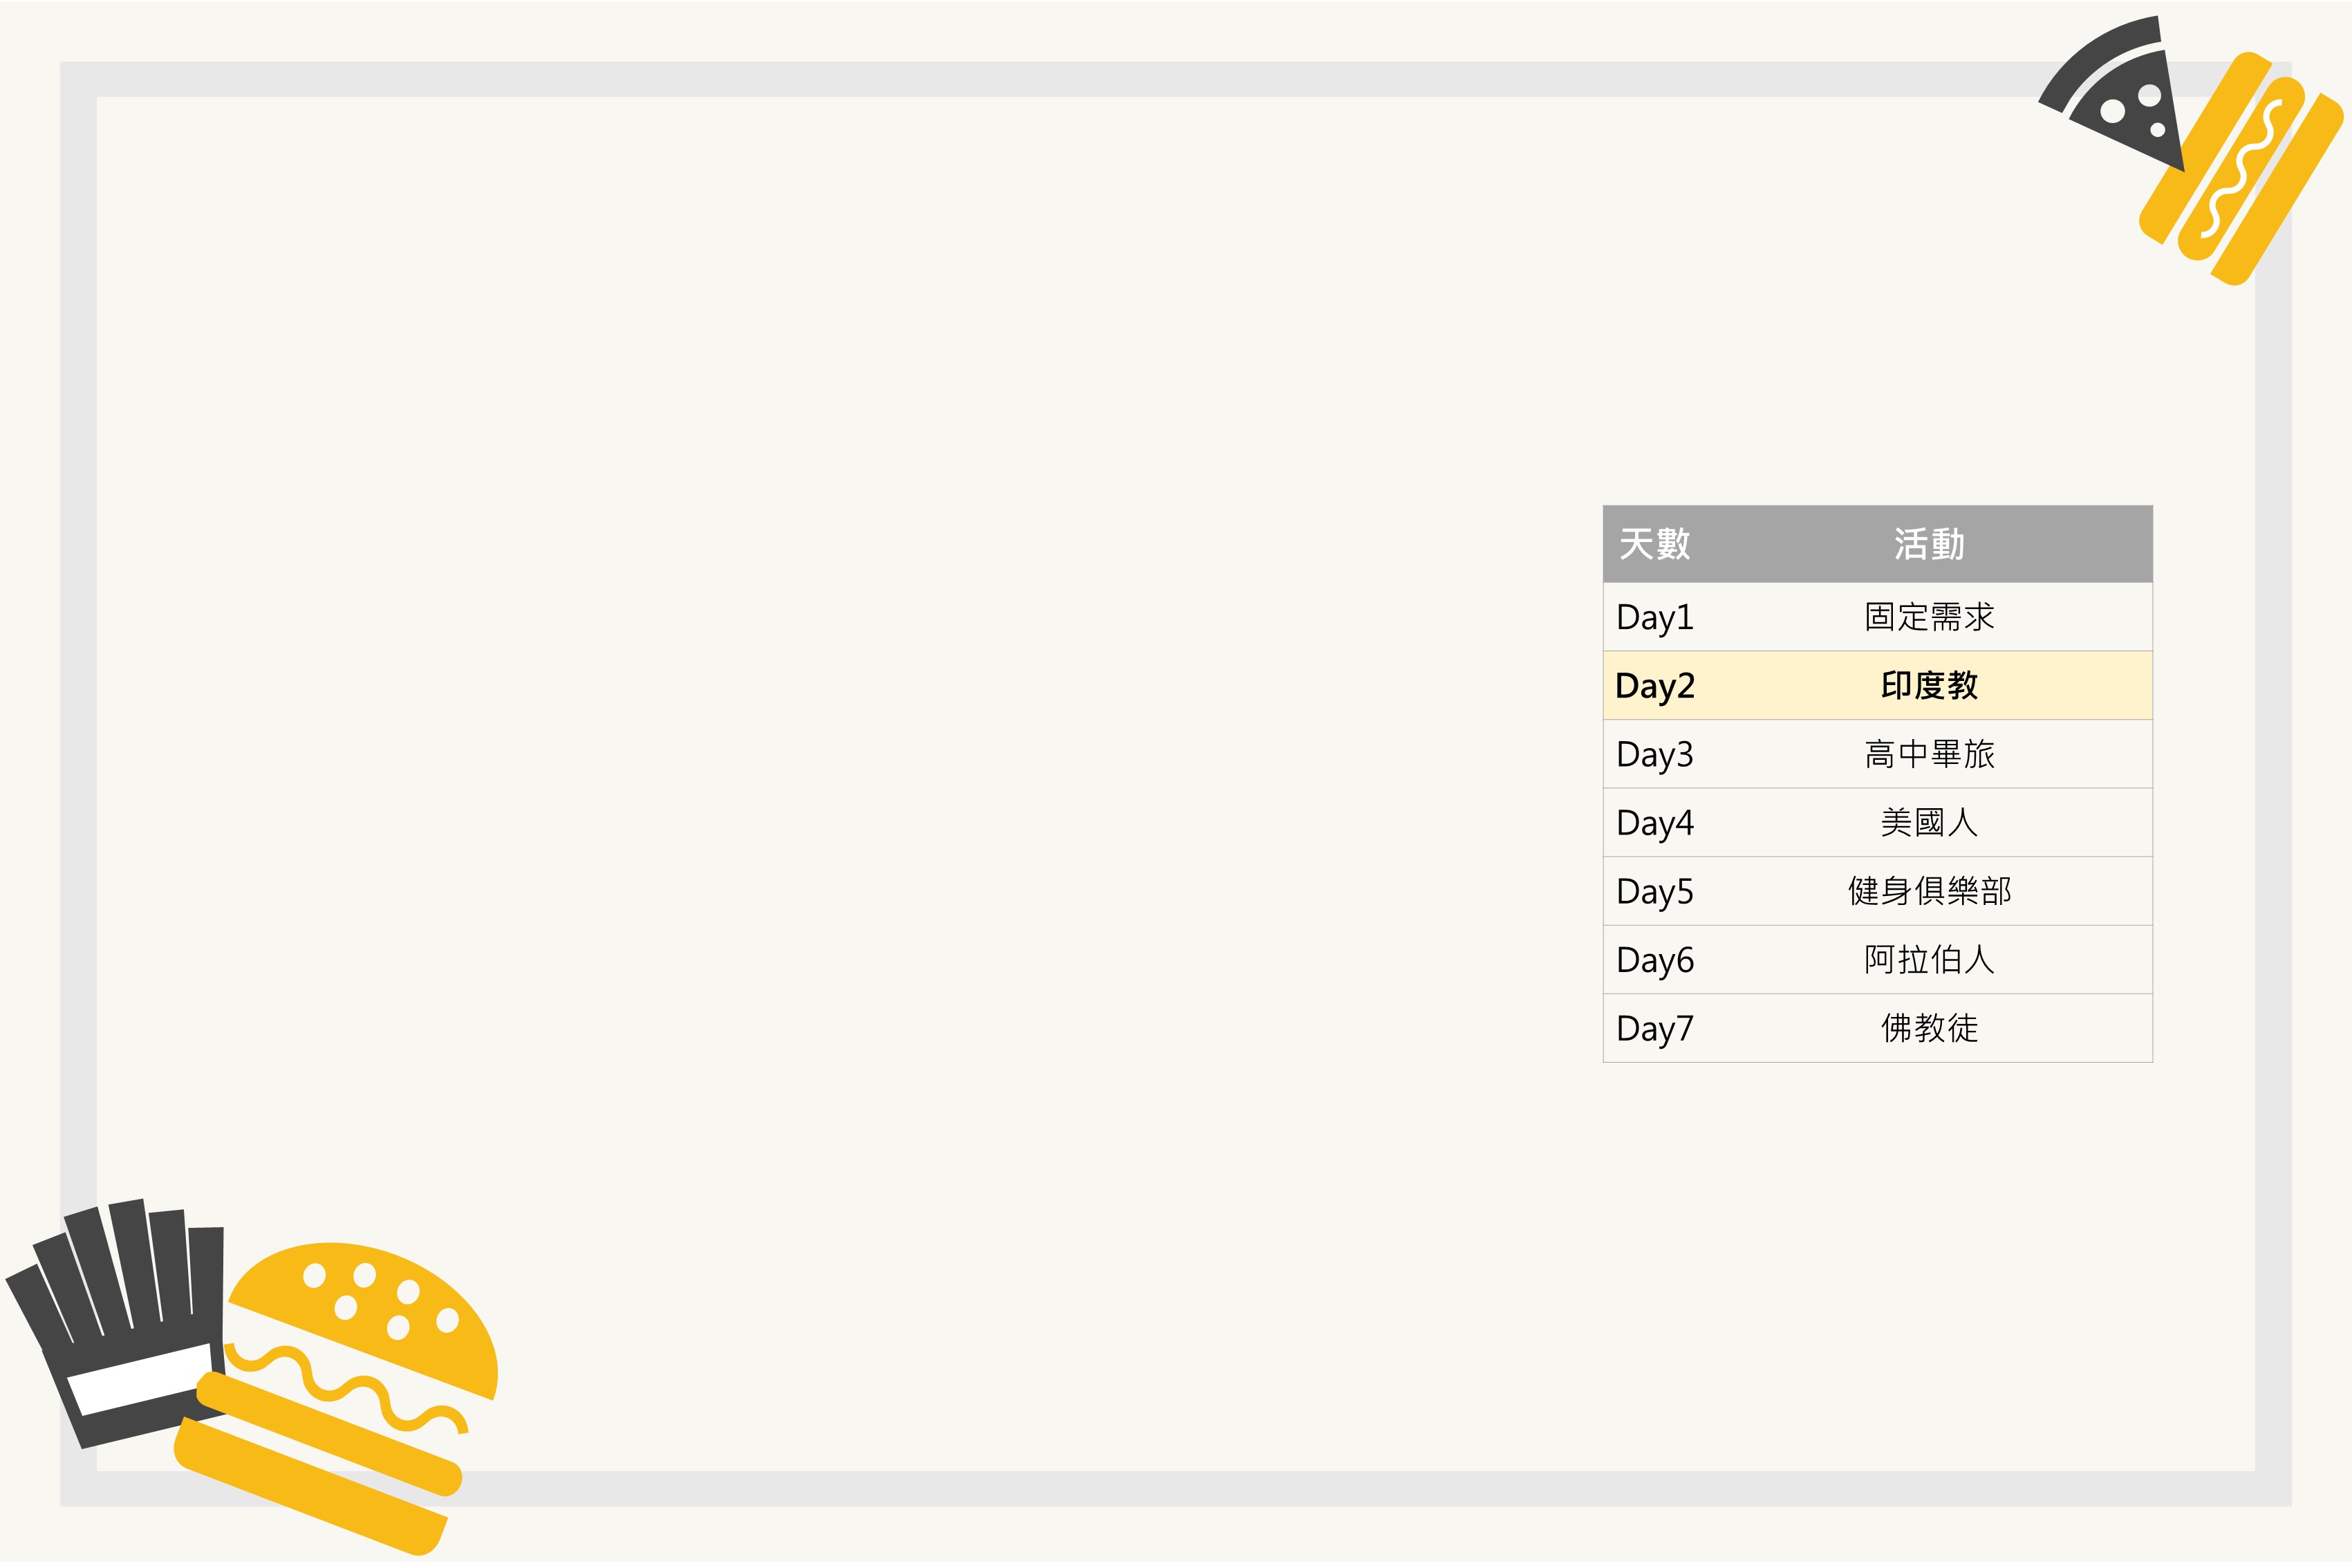 天數 活動
Day1 固定需求
Day2 印度教
Day3 高中畢旅
Day4 美國人
Day5 健身俱樂部
Day6 阿拉伯人
Day7 佛教徒